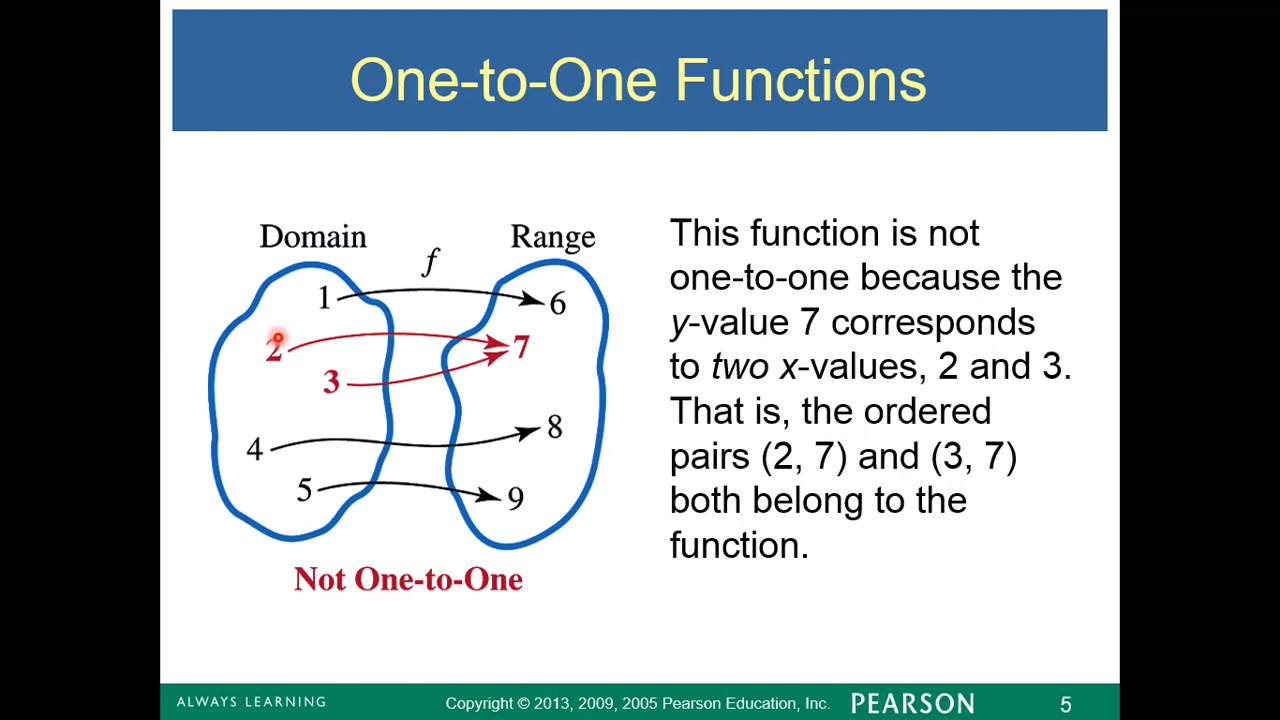 One-to-One Functions
Domain
Range
f
1
6
2
7
3
4
8
5
9
Not One-to-One
This function is not
one-to-one because the
y-value 7 corresponds
to two x-values, 2 and 3.
That is, the ordered
pairs (2, 7) and (3, 7)
both belong to the
function.
ALWAYS LEARNING
Copyright © 2013, 2009, 2005 Pearson Education, Inc.
PEARSON
5